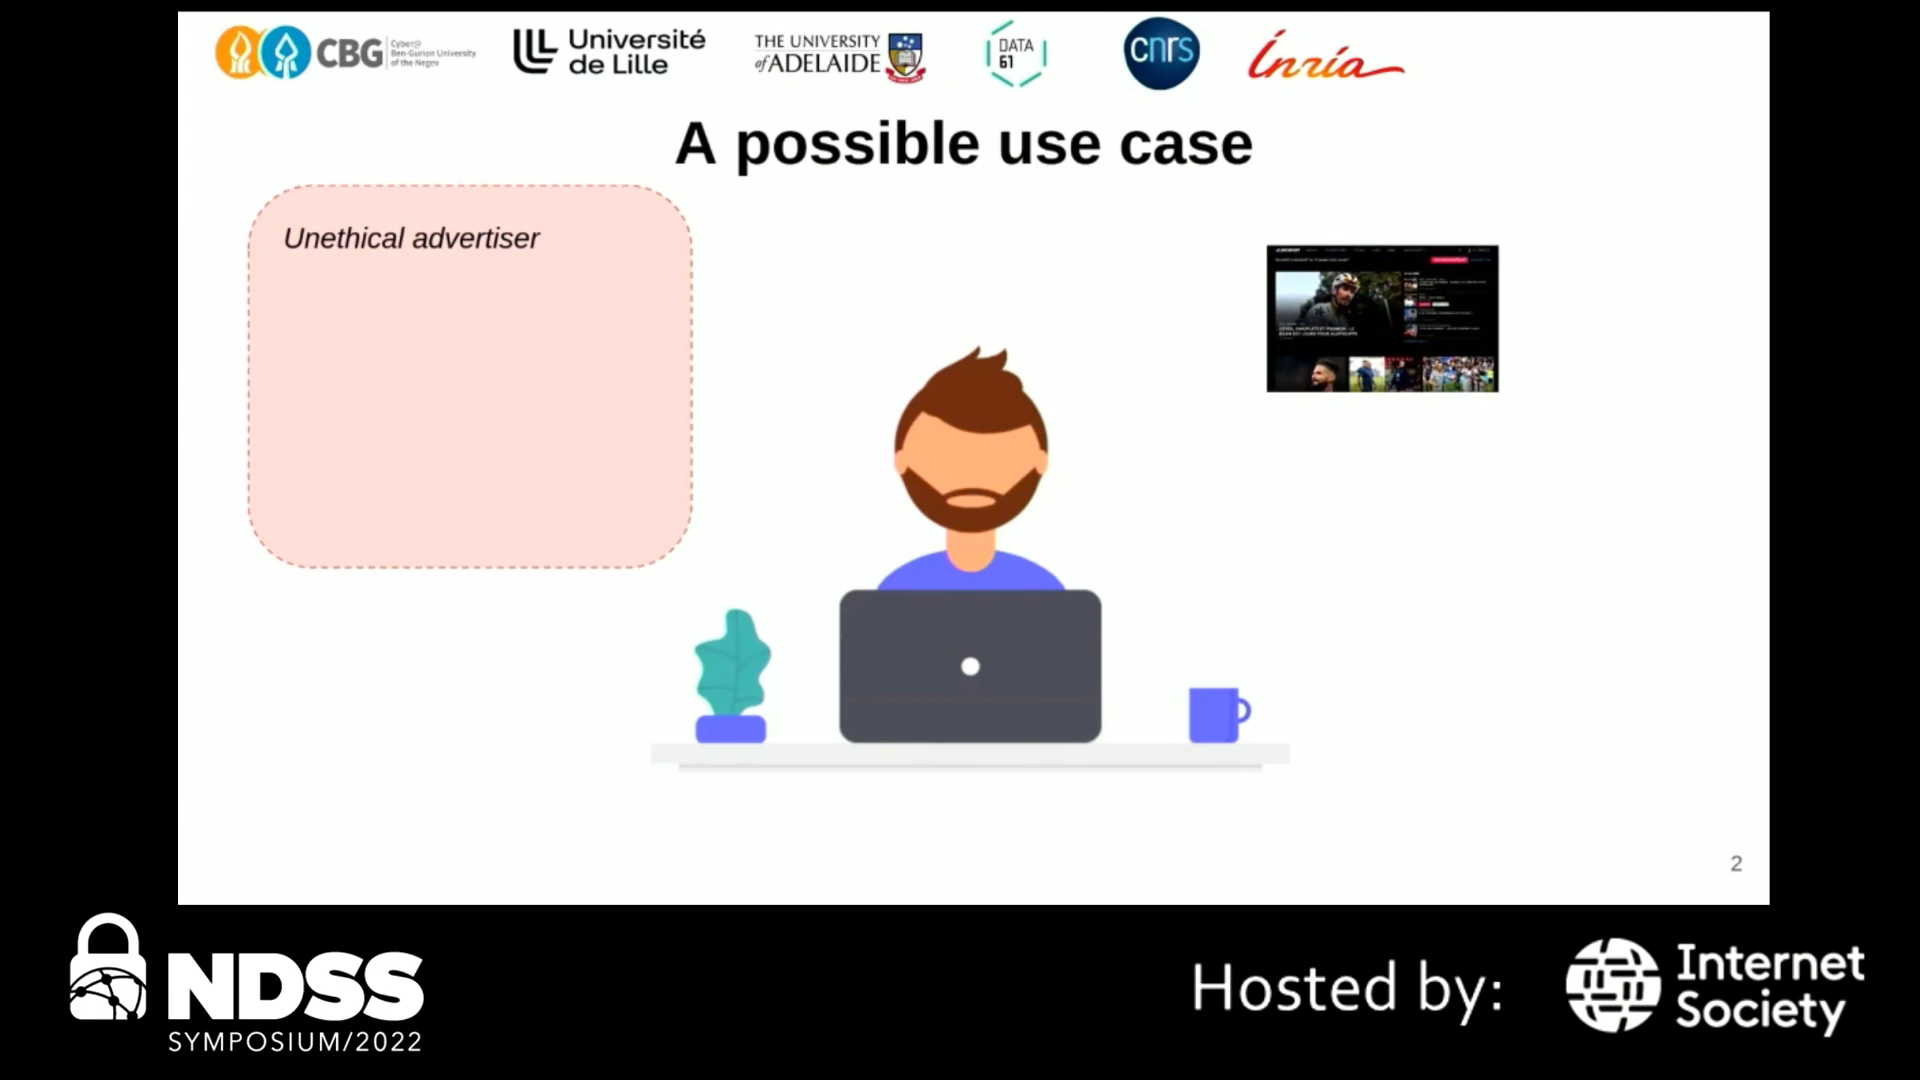 CBG
Cyber@
Ben-Gurion University
of the Negev
Université
de Lille
THE UNIVERSITY
of ADELAIDE
DATA
61
cnrs
Inria
A possible use case
Unethical advertiser
2
NDSS
SYMPOSIUM/2022
Hosted by:
Internet
Society